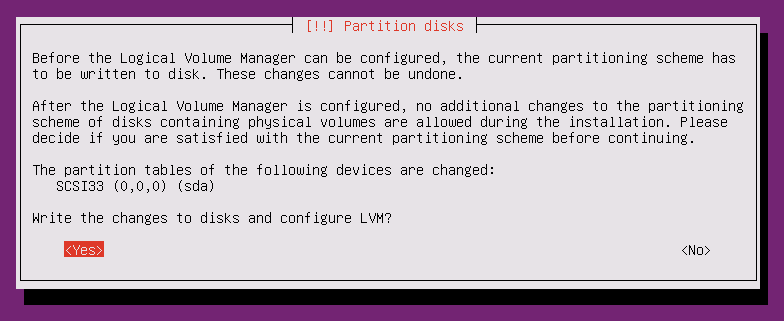 [!!] Partition disks
Before the Logical Volume Manager can be configured, the current partitioning scheme has
to be written to disk. These changes cannot be undone.
After the Logical Volume Manager is configured, no additional changes to the partitioning
scheme of disks containing physical volumes are allowed during the installation. Please
decide if you are satisfied with the current partitioning scheme before continuing.
The partition tables of the following devices are changed:
SCSI33 (0,0,0) (sda)
Write the changes to disks and configure LVM?
<Yes> <No>